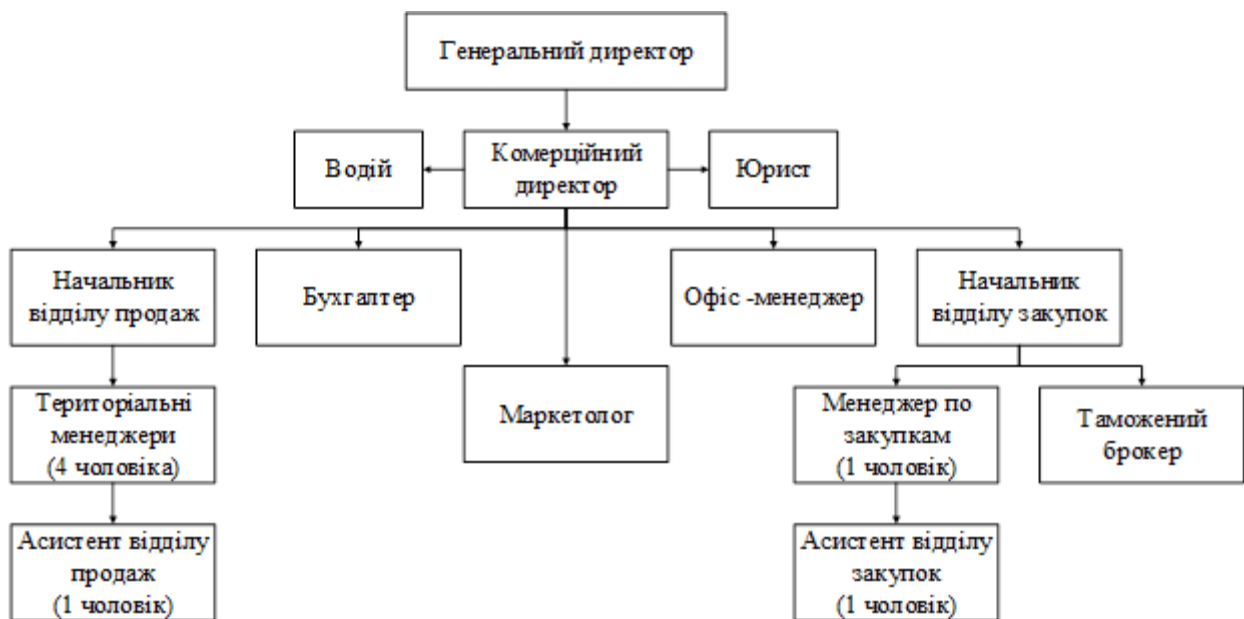 Генеральний директор
Водій
Комерційний
директор
Юрист
Начальник
відділу продаж
Бухгалтер
Офіс -менеджер
Начальник
відділу закупок
Маркетолог
Територіальні
менеджери
(4 чоловіка)
Менеджер по
закупкам
(1 чоловік)
Таможений
брокер
Асистент відділу
продаж
(1 чоловік)
Асистент відділу
закупок
(1 чоловік)